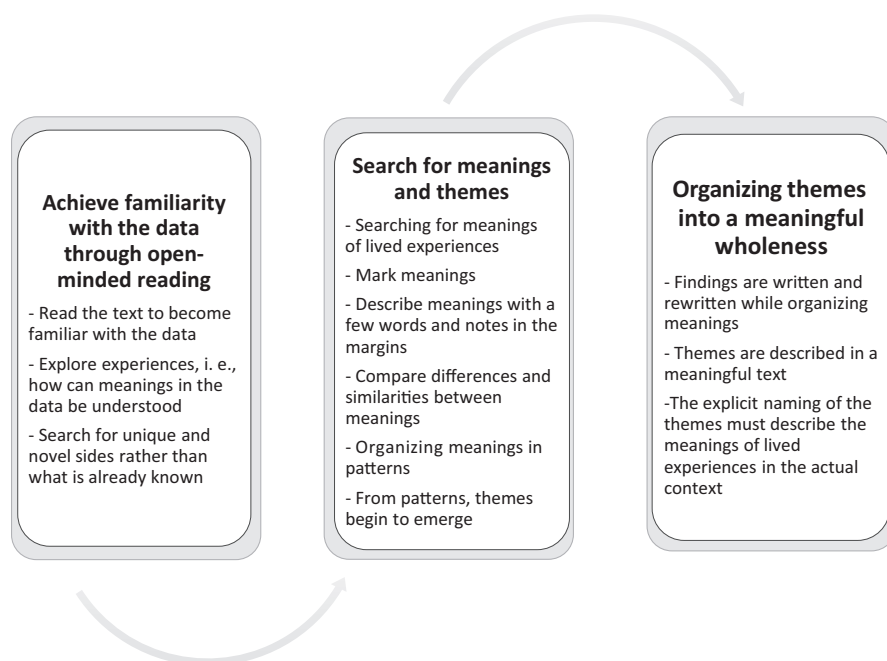 Achieve familiarity
with the data
through open-
minded reading
- Read the text to become
familiar with the data
- Explore experiences, i. e.,
how can meanings in the
data be understood
- Search for unique and
novel sides rather than
what is already known
Search for meanings
and themes
- Searching for meanings
of lived experiences
- Mark meanings
- Describe meanings with a
few words and notes in the
margins
- Compare differences and
similarities between
meanings
- Organizing meanings in
patterns
- From patterns, themes
begin to emerge
Organizing themes
into a meaningful
wholeness
- Findings are written and
rewritten while organizing
meanings
- Themes are described in a
meaningful text
-The explicit naming of the
themes must describe the
meanings of lived
experiences in the actual
context